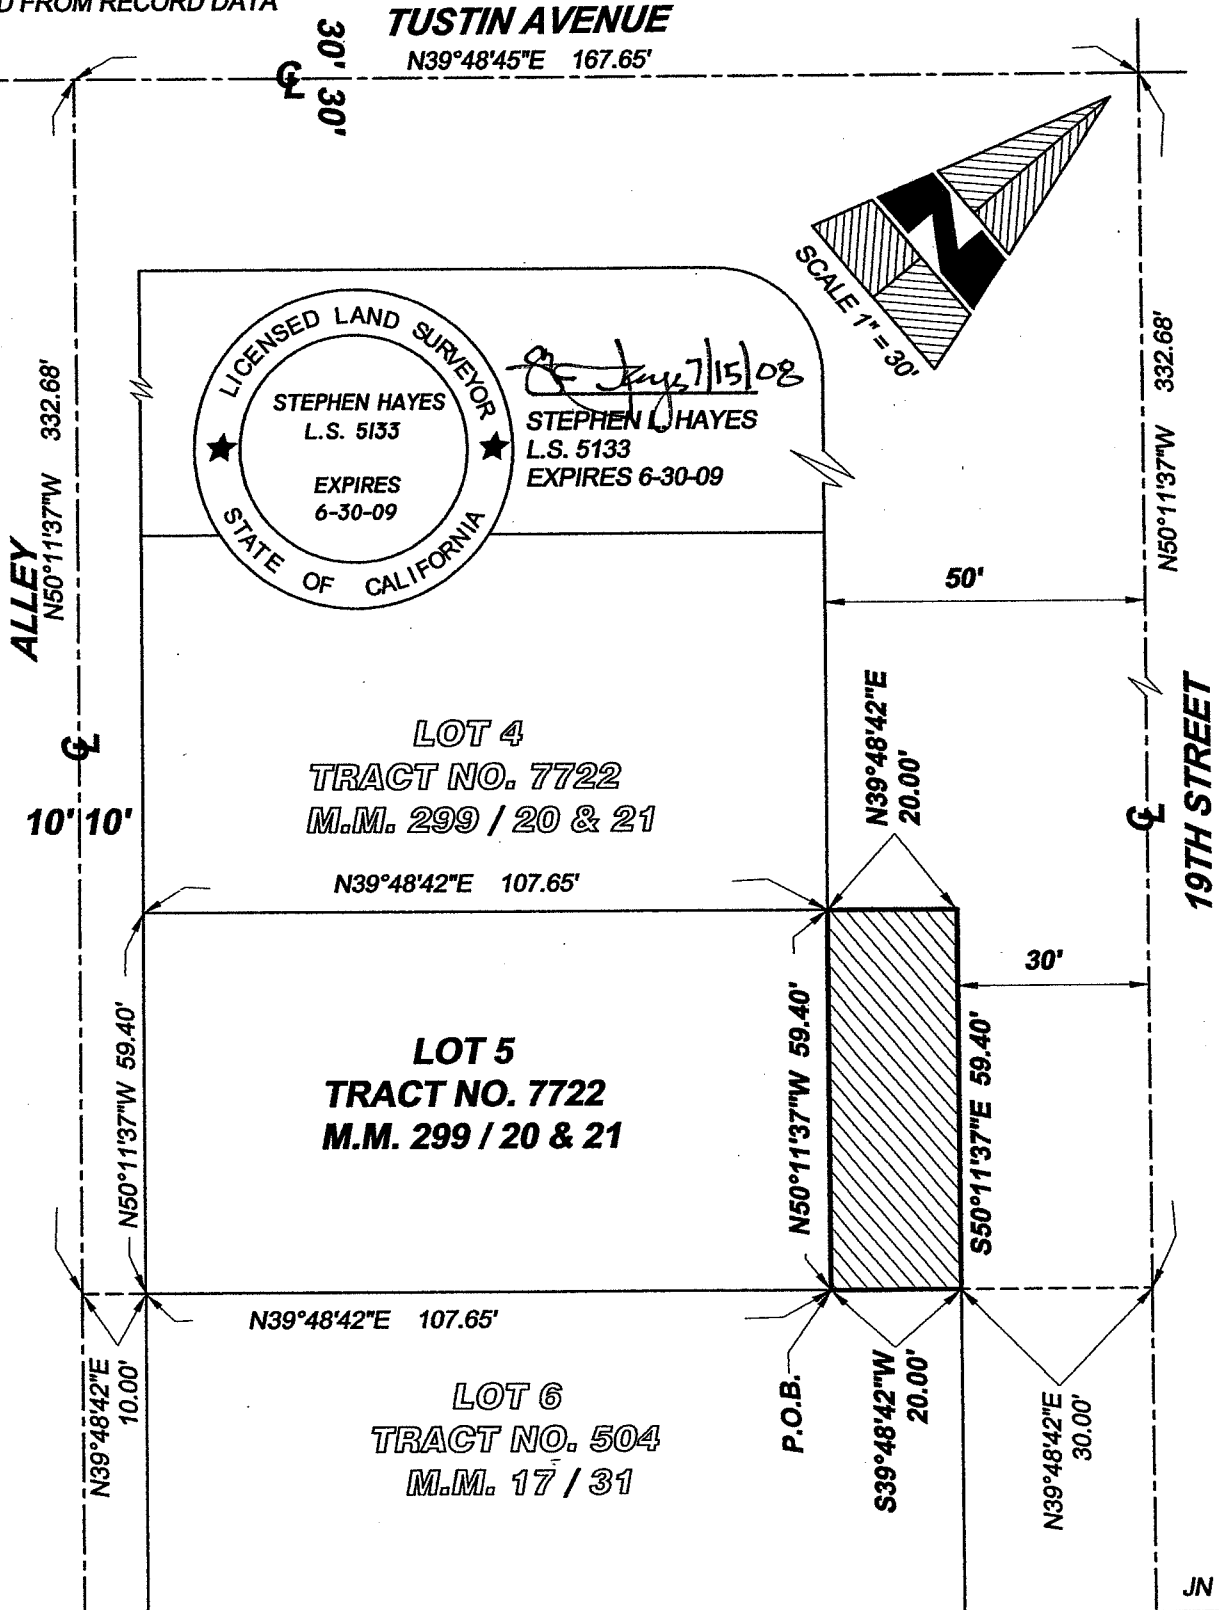 D FROM RECORD DATA
TUSTIN AVENUE
N39°48'45"E 167.65'
30'
30'
℄
SCALE 1" = 30'
N50°11'37"W 332.68'
ALLEY
LICENSED LAND SURVEYOR
STATE OF CALIFORNIA
STEPHEN HAYES
L.S. 5133
EXPIRES
6-30-09
7/15/08
STEPHEN L. HAYES
L.S. 5133
EXPIRES 6-30-09
N50°11'37"W 332.68'
50'
19TH STREET
℄
℄
10' 10'
LOT 4
TRACT NO. 7722
M.M. 299 / 20 & 21
N39°48'42"E
20.00'
N39°48'42"E 107.65'
30'
N50°11'37"W 59.40'
LOT 5
TRACT NO. 7722
M.M. 299 / 20 & 21
N50°11'37"W 59.40'
S50°11'37"E 59.40'
N39°48'42"E 107.65'
N39°48'42"E
10.00'
LOT 6
TRACT NO. 504
M.M. 17 / 31
P.O.B.
S39°48'42"W
20.00'
N39°48'42"E
30.00'
JN